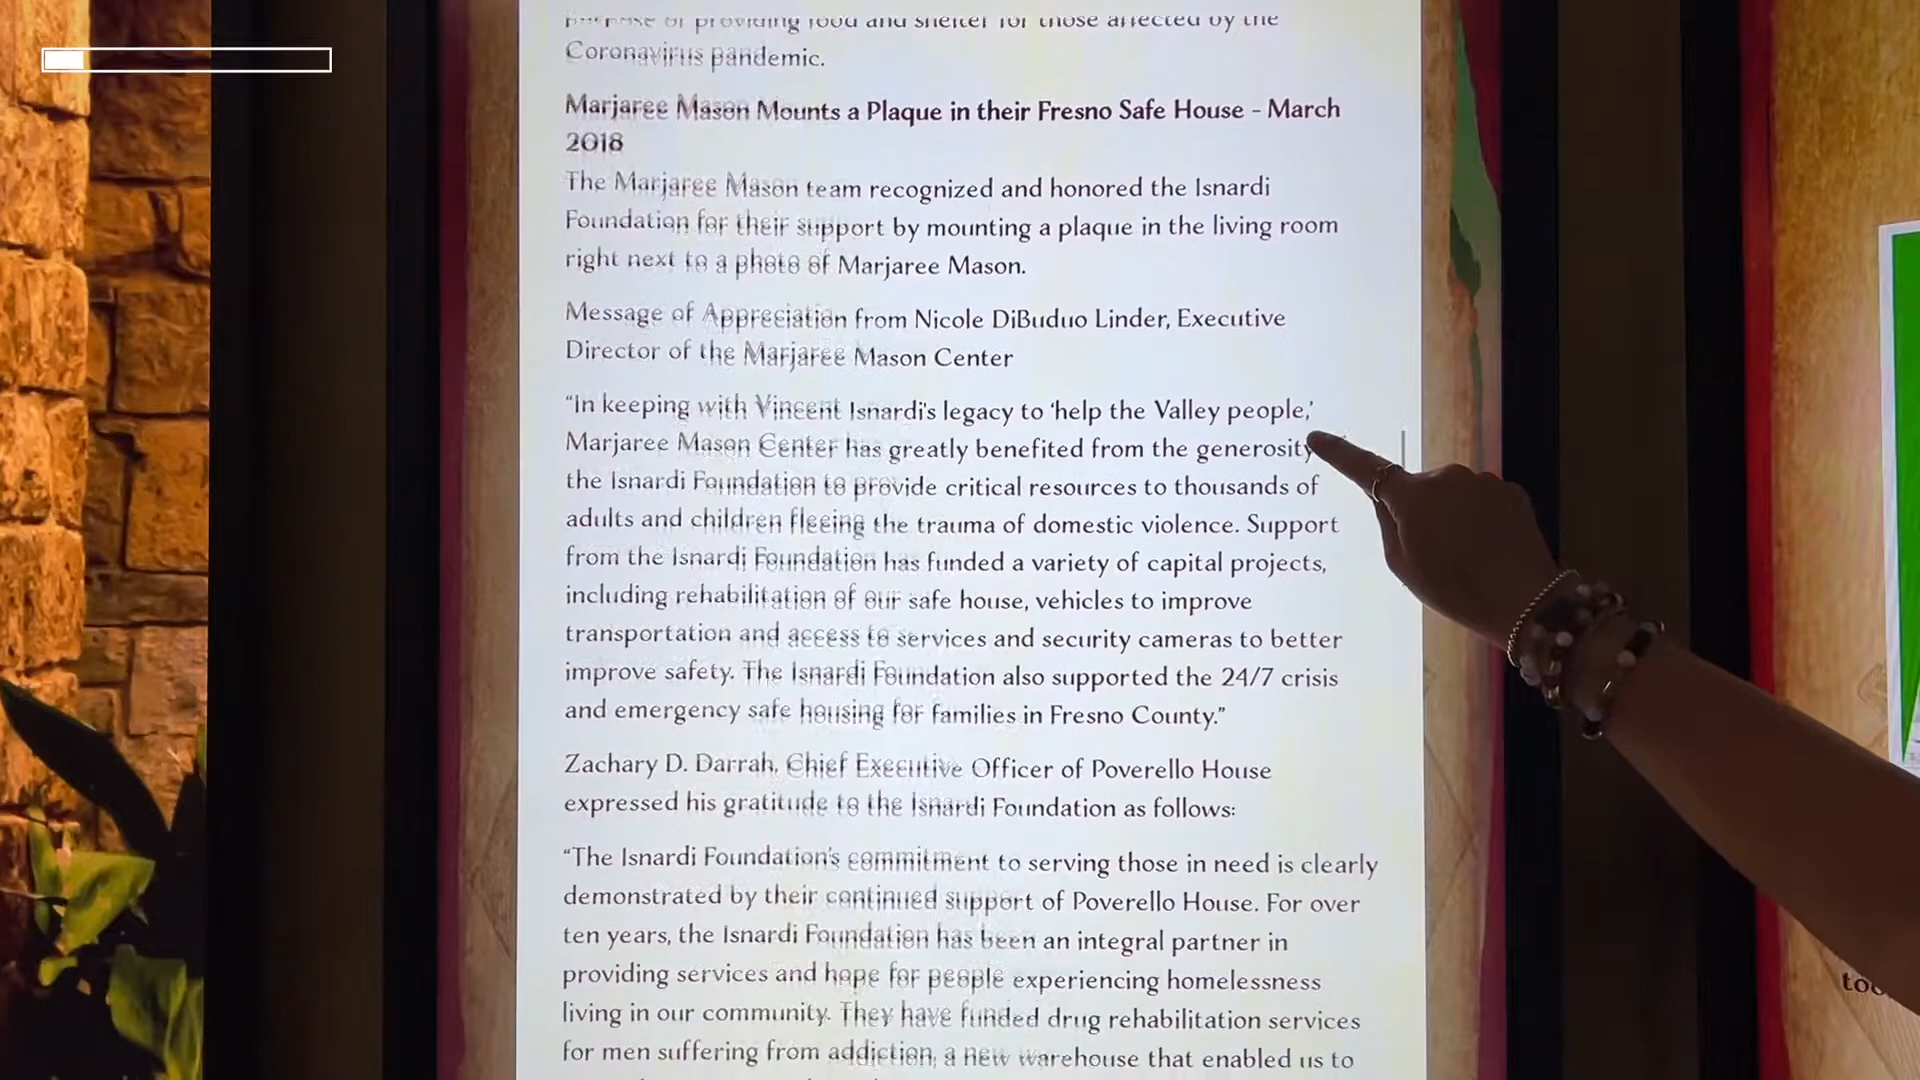 purpose of providing food and shelter for those affected by the
Coronavirus pandemic.
Marjaree Mason Mounts a Plaque in their Fresno Safe House - March
2018
The Marjaree Mason team recognized and honored the Isnardi
Foundation for their support by mounting a plaque in the living room
right next to a photo of Marjaree Mason.
Message of Appreciation from Nicole DiBuduo Linder, Executive
Director of the Marjaree Mason Center
“In keeping with Vincent Isnardi's legacy to ‘help the Valley people,’
Marjaree Mason Center has greatly benefited from the generosity
the Isnardi Foundation to provide critical resources to thousands of
adults and children fleeing the trauma of domestic violence. Support
from the Isnardi Foundation has funded a variety of capital projects,
including rehabilitation of our safe house, vehicles to improve
transportation and access to services and security cameras to better
improve safety. The Isnardi Foundation also supported the 24/7 crisis
and emergency safe housing for families in Fresno County.”
Zachary D. Darrah, Chief Executive Officer of Poverello House
expressed his gratitude to the Isnardi Foundation as follows:
“The Isnardi Foundation's commitment to serving those in need is clearly
demonstrated by their continued support of Poverello House. For over
ten years, the Isnardi Foundation has been an integral partner in
providing services and hope for people experiencing homelessness
living in our community. They have funded drug rehabilitation services
for men suffering from addiction, a new warehouse that enabled us to